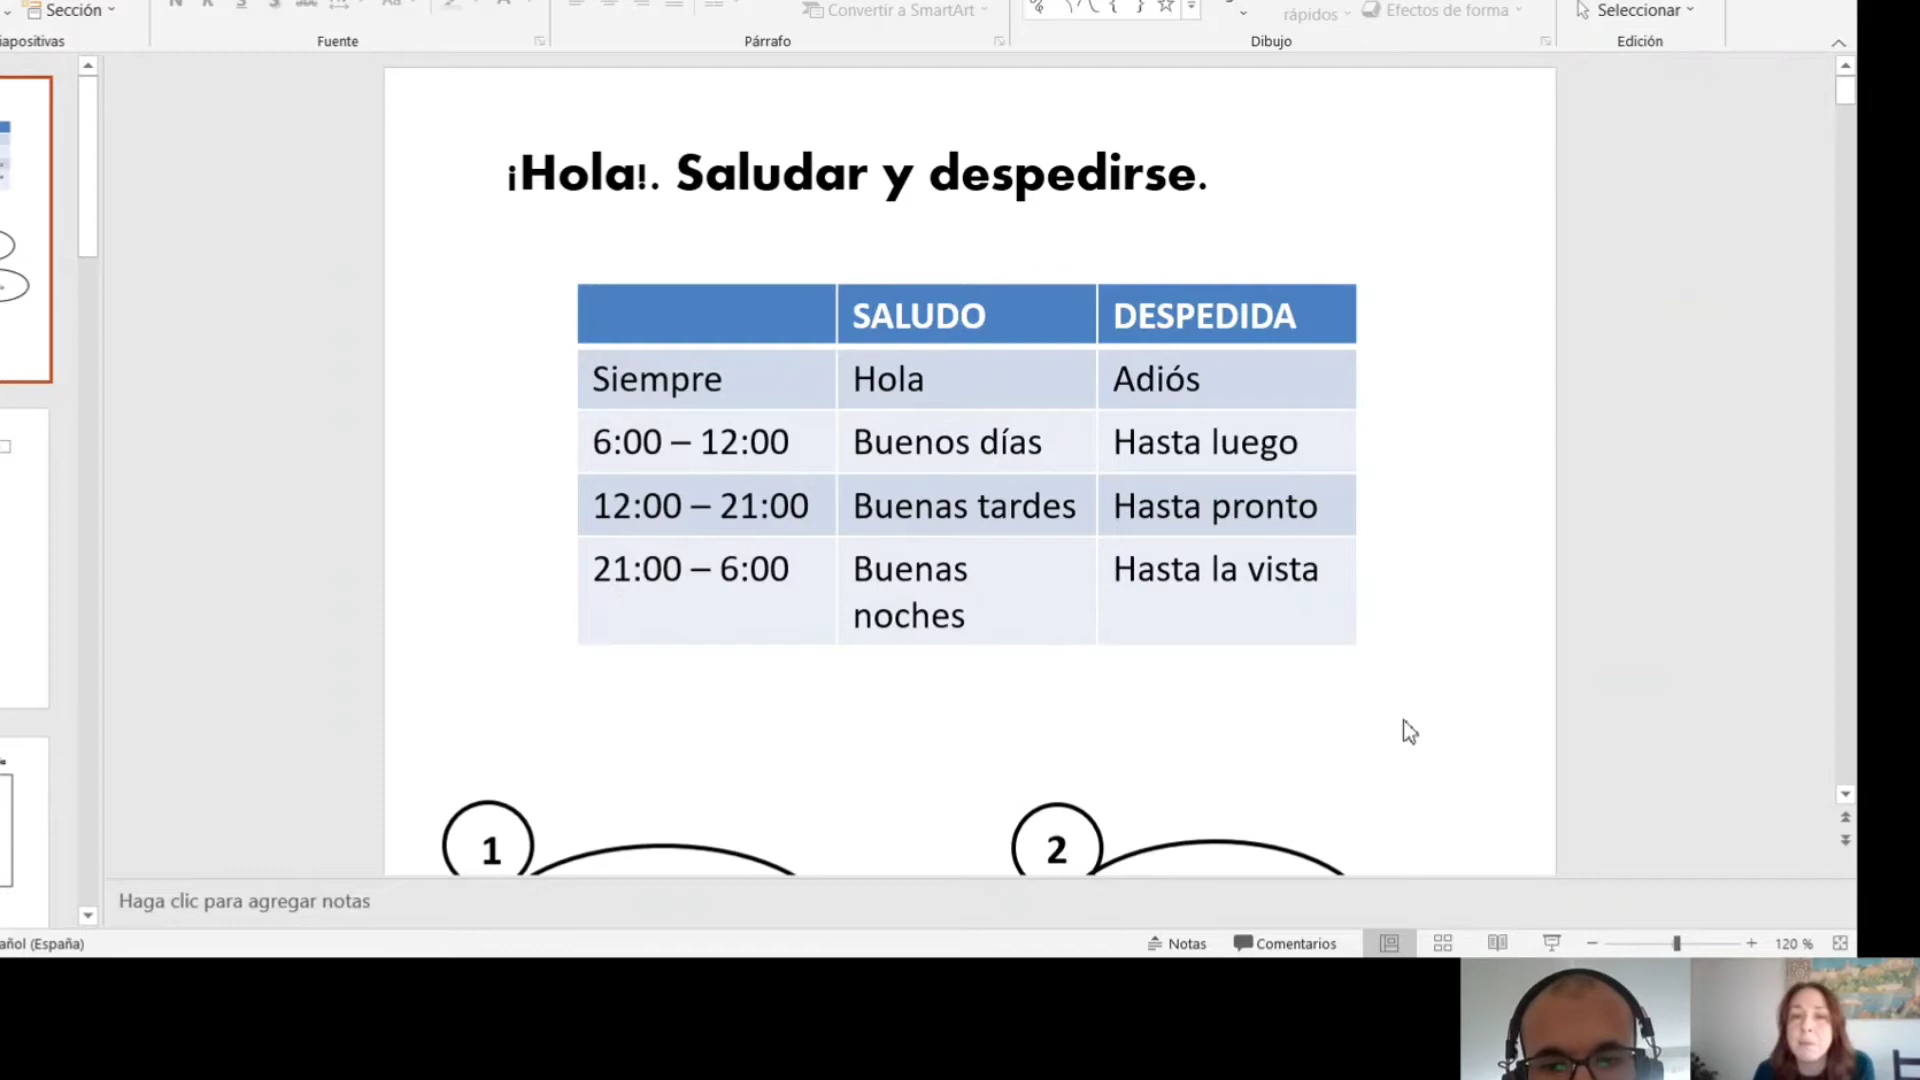 Sección
Convertir a SmartArt
rápidos
Efectos de forma
Seleccionar
Fuente
Párrafo
Dibujo
Edición
¡Hola!. Saludar y despedirse.
SALUDO DESPEDIDA
Siempre Hola Adiós
6:00 – 12:00 Buenos días Hasta luego
12:00 – 21:00 Buenas tardes Hasta pronto
21:00 – 6:00 Buenas Hasta la vista
noches
1
2
Haga clic para agregar notas
(España)
Notas
Comentarios
120 %